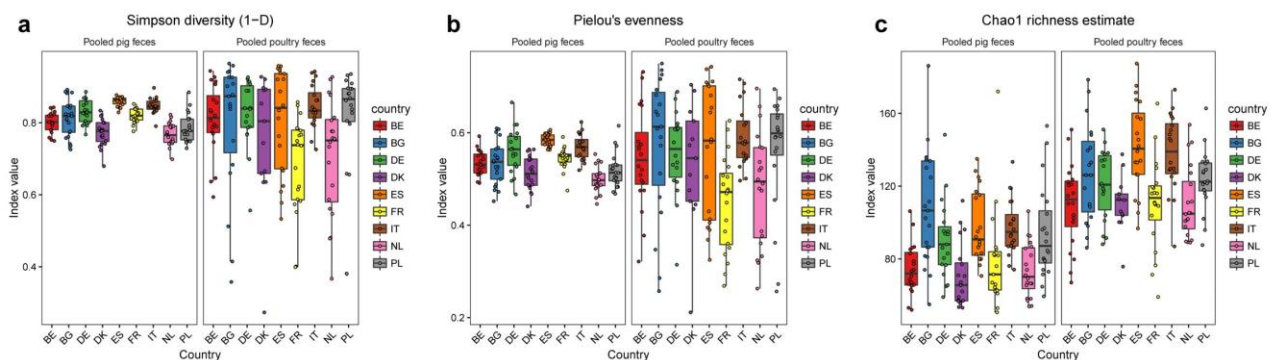 a
Simpson diversity (1−D)
Pooled pig feces
Pooled poultry feces
Index value
0.8
0.6
0.4
BE BG DE DK ES FR IT NL PL
BE BG DE DK ES FR IT NL PL
Country
country
BE
BG
DE
DK
ES
FR
IT
NL
PL
b
Pielou's evenness
Pooled pig feces
Pooled poultry feces
Index value
0.6
0.4
0.2
BE BG DE DK ES FR IT NL PL
BE BG DE DK ES FR IT NL PL
Country
country
BE
BG
DE
DK
ES
FR
IT
NL
PL
c
Chao1 richness estimate
Pooled pig feces
Pooled poultry feces
Index value
160
120
80
BE BG DE DK ES FR IT NL PL
BE BG DE DK ES FR IT NL PL
Country
country
BE
BG
DE
DK
ES
FR
IT
NL
PL